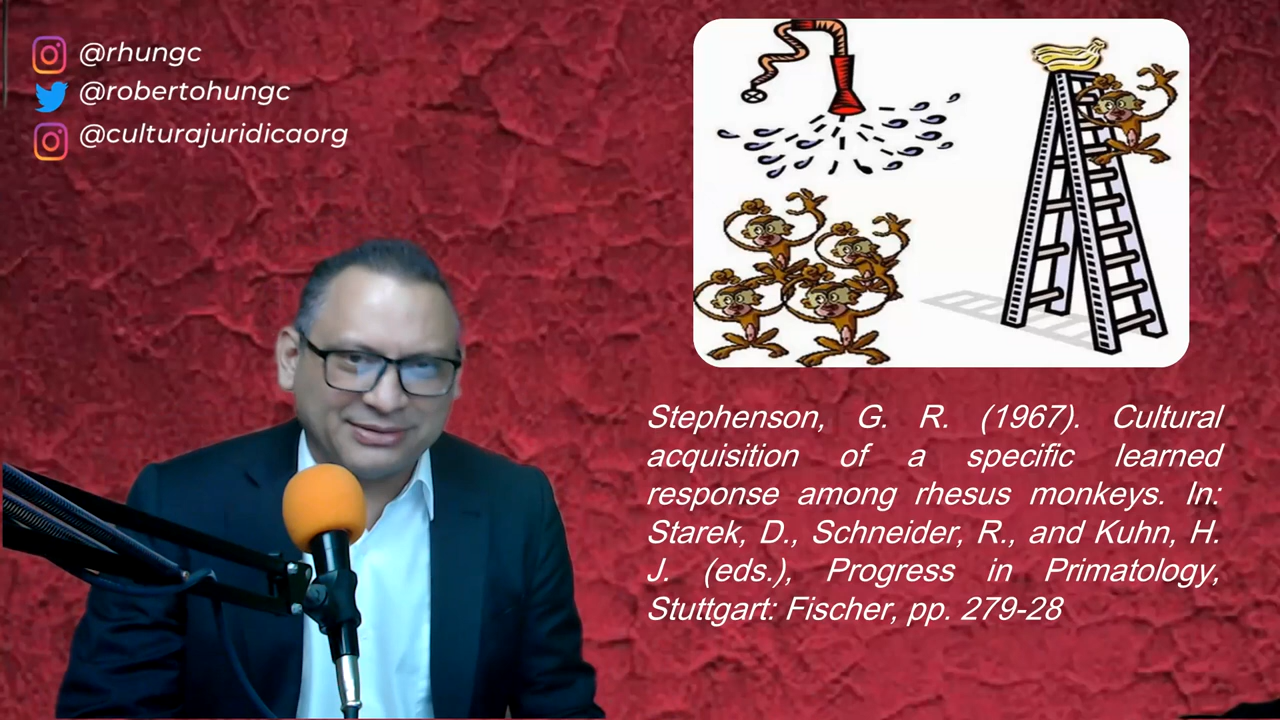 @rhungc
@robertohungc
@culturajuridicaorg
Stephenson, G. R. (1967). Cultural
acquisition of a specific learned
response among rhesus monkeys. In:
Starek, D., Schneider, R., and Kuhn, H.
J. (eds.), Progress in Primatology,
Stuttgart: Fischer, pp. 279-28